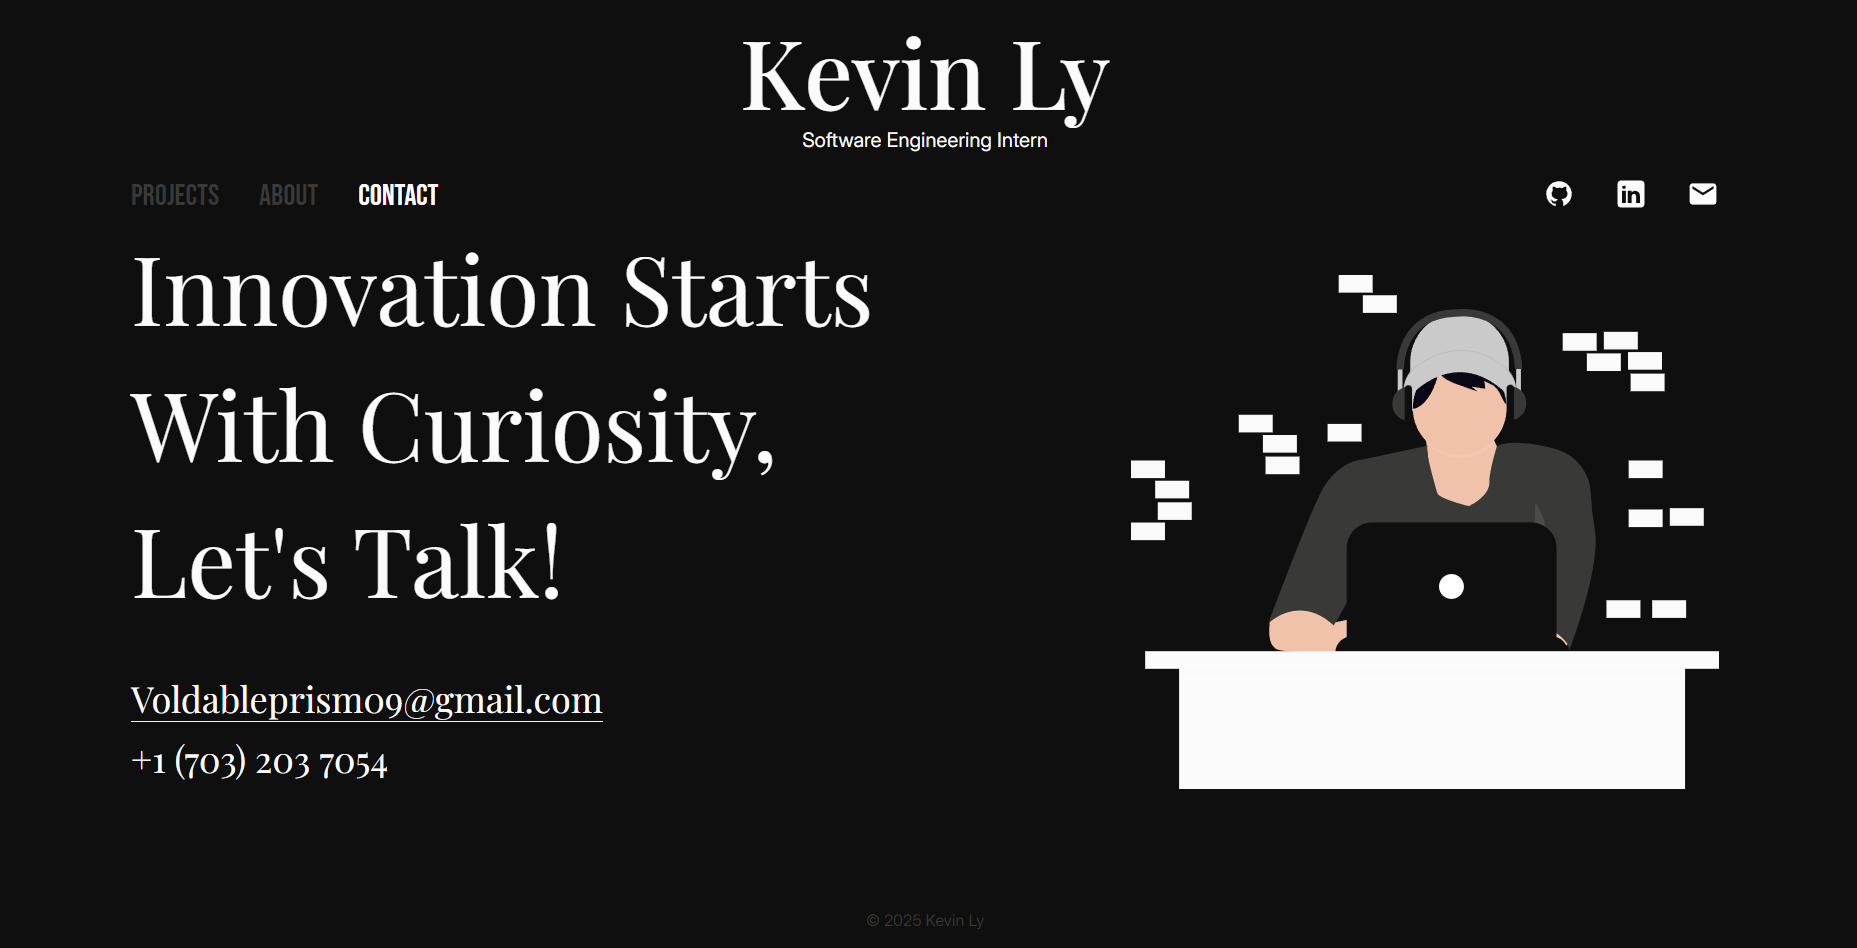 Kevin Ly
Software Engineering Intern
PROJECTS ABOUT CONTACT
in
Innovation Starts
With Curiosity,
Let's Talk!
Voldableprism09@gmail.com
+1 (703) 203 7054
© 2025 Kevin Ly